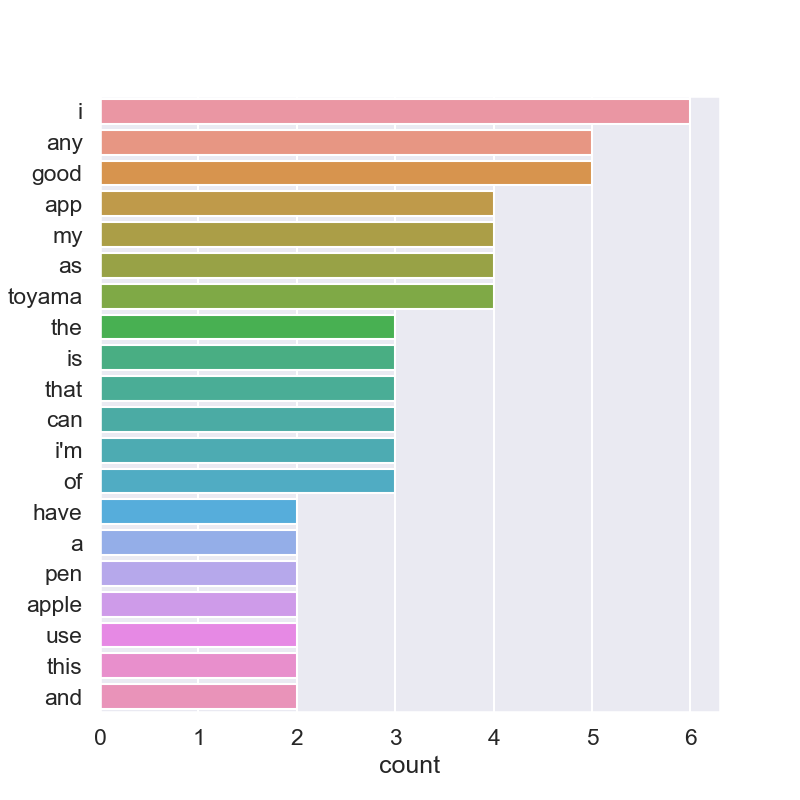 i
any
good
app
my
as
toyama
the
is
that
can
i'm
of
have
a
pen
apple
use
this
and
0 1 2 3 4 5 6
count